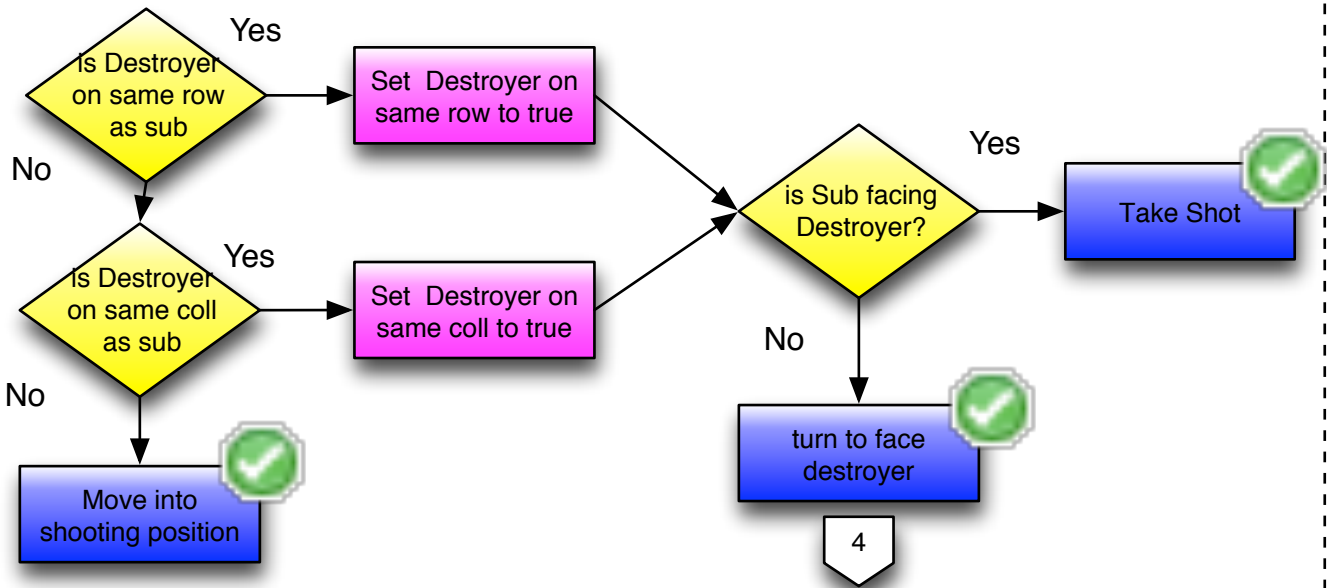 Yes
is Destroyer
on same row
as sub
Set  Destroyer on
same row to true
No
is Sub facing
Destroyer?
Yes
Take Shot
is Destroyer
on same coll
as sub
Yes
Set  Destroyer on
same coll to true
No
No
turn to face
destroyer
Move into
shooting position
4